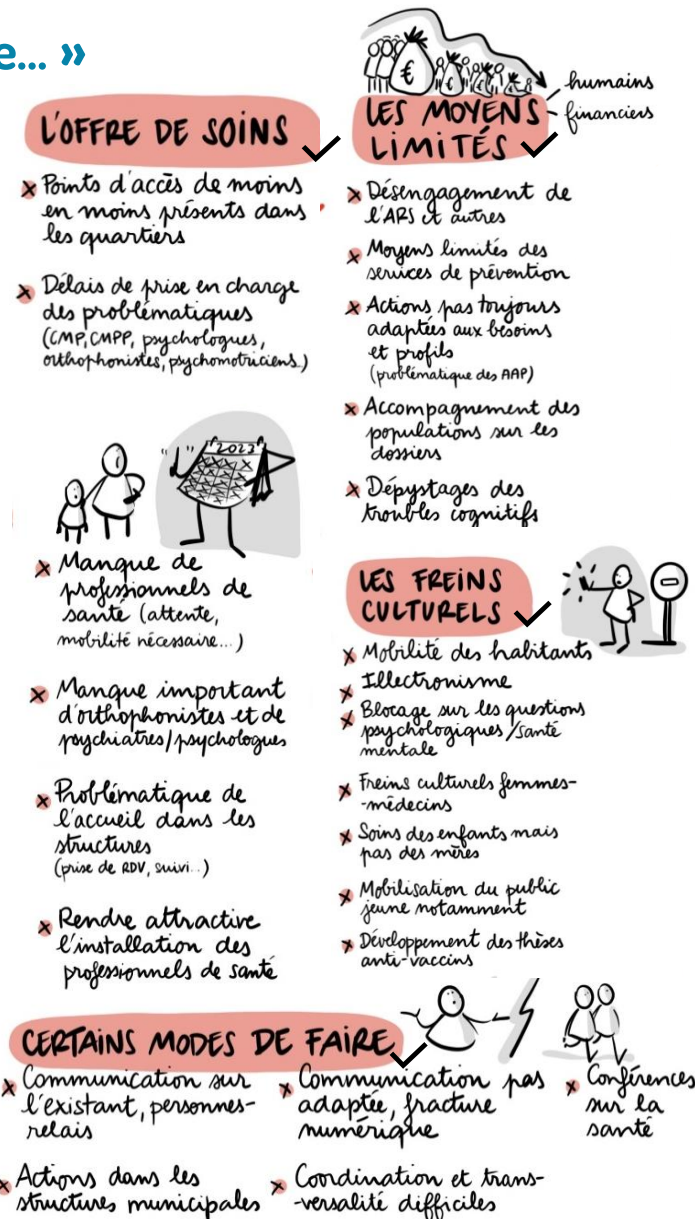 e... »
L'OFFRE DE SOINS
× Points d'accès de moins
en moins présents dans
les quartiers
× Délais de prise en charge
des problématiques
(CMP, CMPP, psychologues,
orthophonistes, psychomotriciens..)
2023
× Manque de
professionnels de
santé (attente,
mobilité nécessaire...)
× Manque important
d'orthophonistes et de
psychiatres/psychologues
× Problématique de
l'accueil dans les
structures
(prise de RDV, suivi..)
× Rendre attractive
l'installation des
professionnels de santé
€ € € €
LES MOYENS
LIMITÉS
humains
financiers
× Désengagement de
l'ARS et autres
× Moyens limités des
services de prévention
× Actions pas toujours
adaptées aux besoins
et profils
(problématique des AAP)
× Accompagnement des
populations sur les
dossiers
× Dépystages des
troubles cognitifs
LES FREINS
CULTURELS
× Mobilité des habitants
× Illectronisme
× Blocage sur les questions
psychologiques/santé
mentale
× Freins culturels femmes-
-médecins
× Soins des enfants mais
pas des mères
× Mobilisation du public
jeune notamment
× Développement des thèses
anti-vaccins
CERTAINS MODES DE FAIRE
× Communication sur
l'existant, personnes-
relais
× Actions dans les
structures municipales
× Communication pas
adaptée, fracture
numérique
× Coordination et trans-
-versalité difficiles
× Conférences
sur la
santé